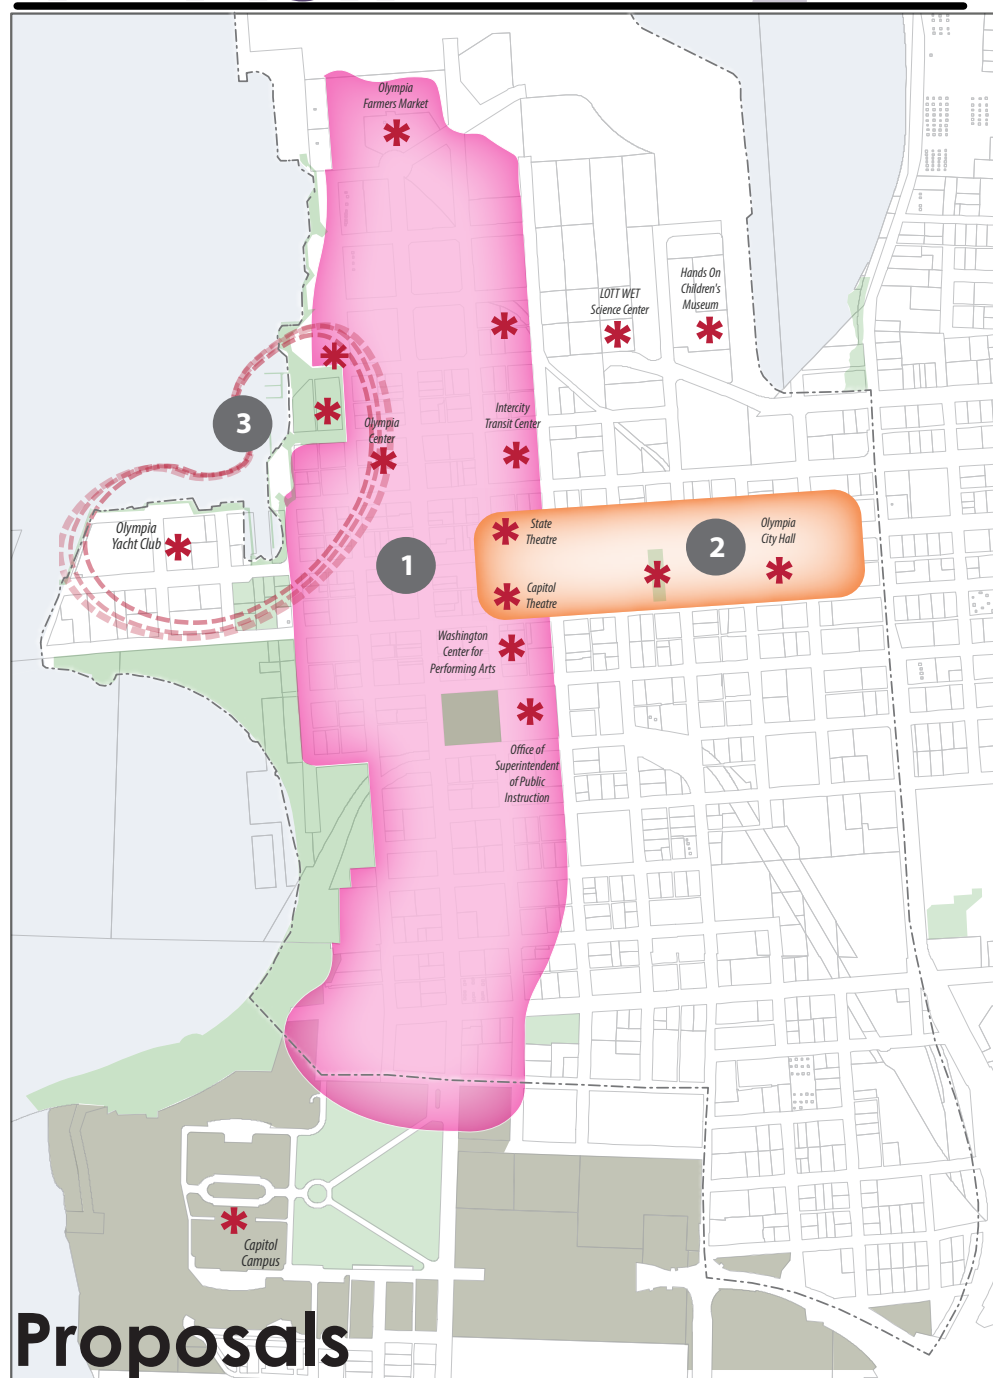 Olympia
Farmers Market
Hands On
Children's
Museum
LOTT WET
Science Center
3
Olympia
Center
Intercity
Transit Center
Olympia
Yacht Club
State
Theatre
2
Olympia
City Hall
1
Capitol
Theatre
Washington
Center for
Performing Arts
Office of
Superintendent
of Public
Instruction
Capitol
Campus
Proposals